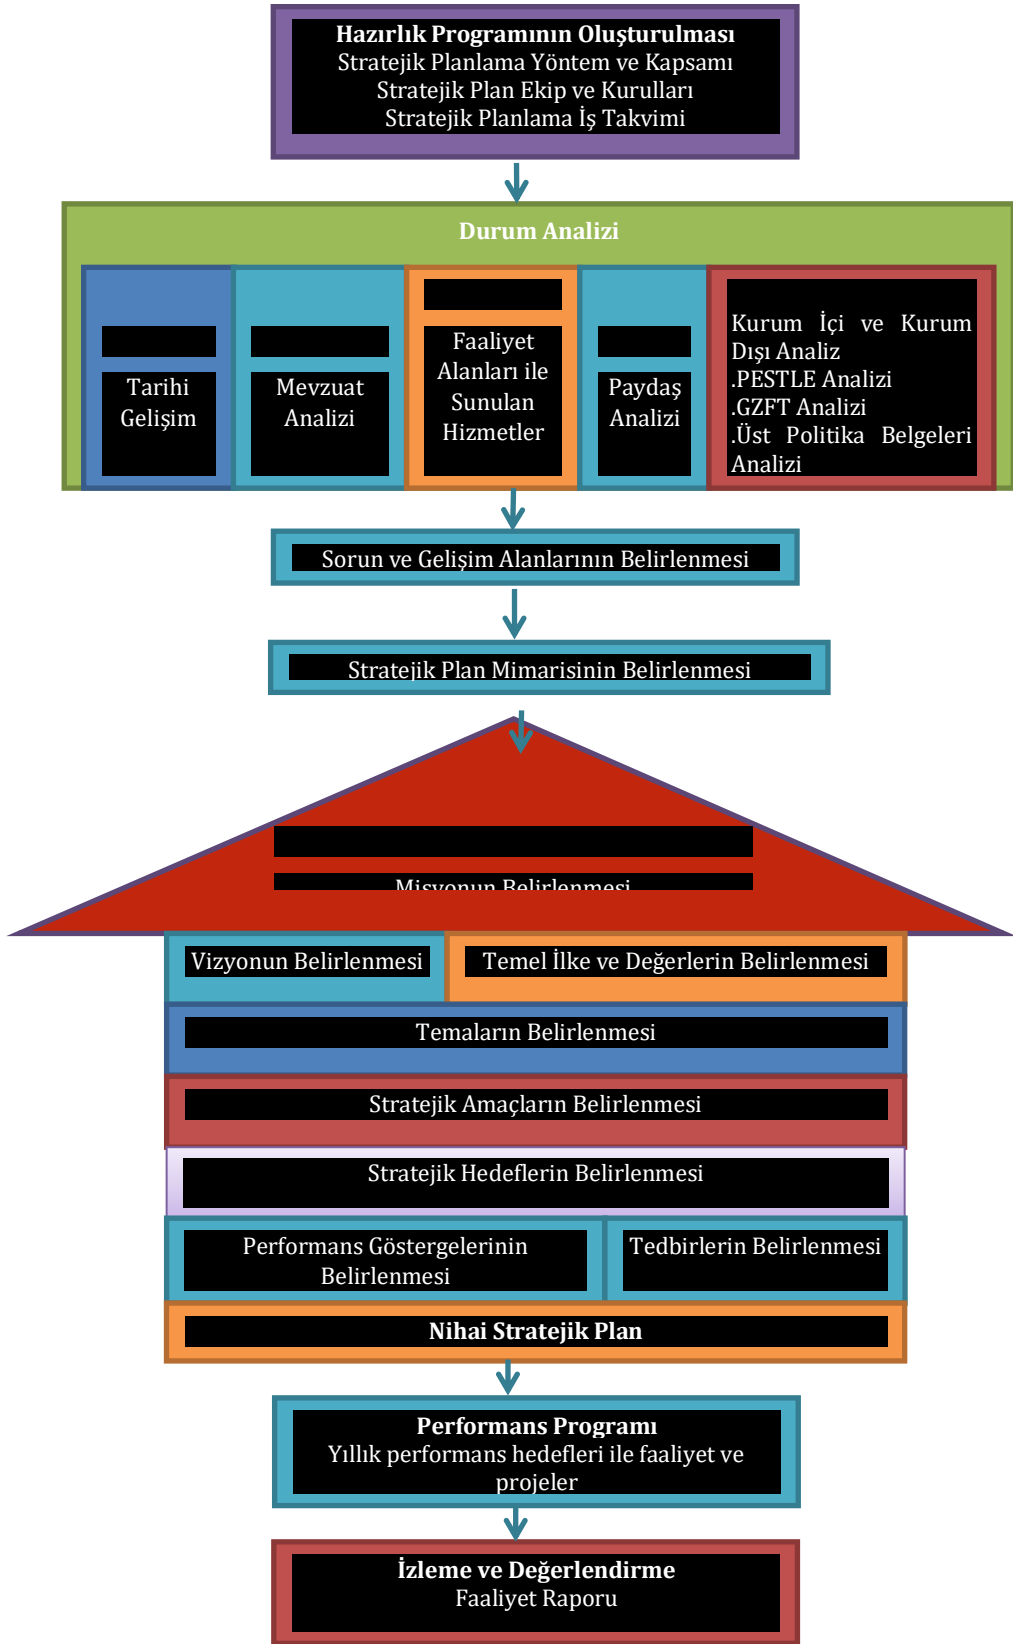 Hazırlık Programının Oluşturulması
Stratejik Planlama Yöntem ve Kapsamı
Stratejik Plan Ekip ve Kurulları
Stratejik Planlama İş Takvimi
Durum Analizi
Tarihi
Gelişim
Mevzuat
Analizi
Faaliyet
Alanları ile
Sunulan
Hizmetler
Paydaş
Analizi
Kurum İçi ve Kurum
Dışı Analiz
.PESTLE Analizi
.GZFT Analizi
.Üst Politika Belgeleri
Analizi
Sorun ve Gelişim Alanlarının Belirlenmesi
Stratejik Plan Mimarisinin Belirlenmesi
Misyonun Belirlenmesi
Vizyonun Belirlenmesi
Temel İlke ve Değerlerin Belirlenmesi
Temaların Belirlenmesi
Stratejik Amaçların Belirlenmesi
Stratejik Hedeflerin Belirlenmesi
Performans Göstergelerinin
Belirlenmesi
Tedbirlerin Belirlenmesi
Nihai Stratejik Plan
Performans Programı
Yıllık performans hedefleri ile faaliyet ve
projeler
İzleme ve Değerlendirme
Faaliyet Raporu